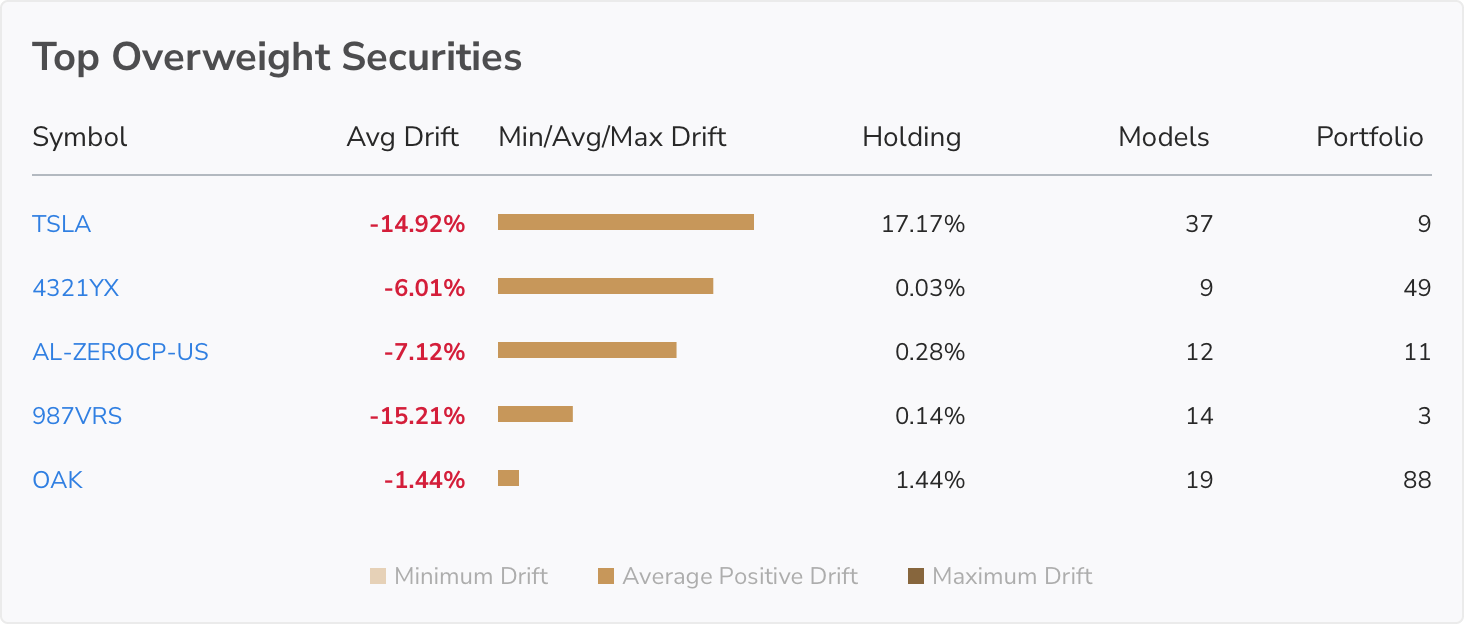 Top Overweight Securities
Symbol Avg Drift Min/Avg/Max Drift Holding Models Portfolio
TSLA -14.92% 17.17% 37 9
4321YX -6.01% 0.03% 9 49
AL-ZEROCP-US -7.12% 0.28% 12 11
987VRS -15.21% 0.14% 14 3
OAK -1.44% 1.44% 19 88
Minimum Drift Average Positive Drift Maximum Drift